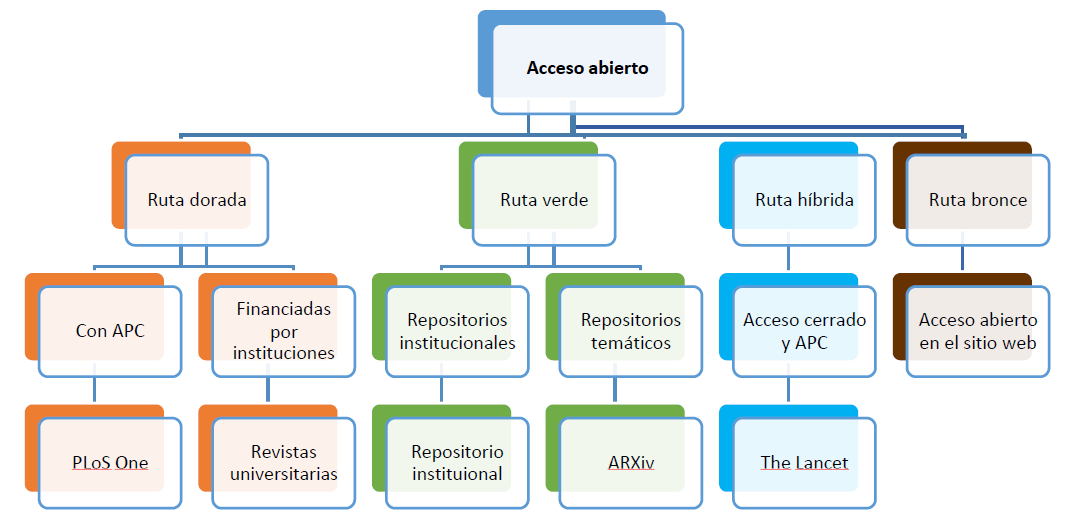 Acceso abierto
Ruta dorada
Ruta verde
Ruta híbrida
Ruta bronce
Con APC
Financiadas
por
instituciones
Repositorios
institucionales
Repositorios
temáticos
Acceso cerrado
y APC
Acceso abierto
en el sitio web
PLoS One
Revistas
universitarias
Repositorio
instituional
ARXiv
The Lancet